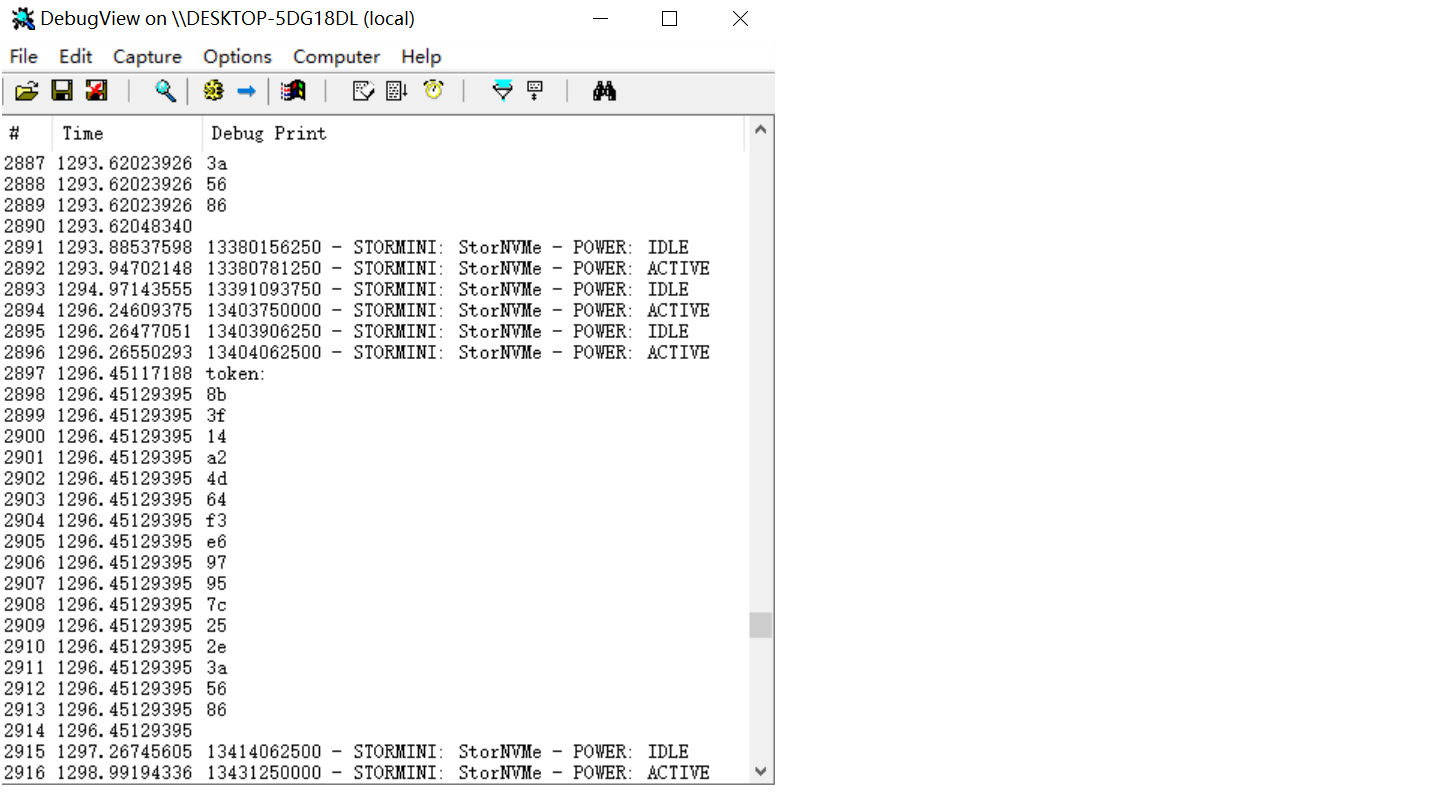 DebugView on \\DESKTOP-5DG18DL (local)
File Edit Capture Options Computer Help
# Time Debug Print
2887 1293.62023926 3a
2888 1293.62023926 56
2889 1293.62023926 86
2890 1293.62048340
2891 1293.88537598 13380156250 - STORMINI: StorNVMe - POWER: IDLE
2892 1293.94702148 13380781250 - STORMINI: StorNVMe - POWER: ACTIVE
2893 1294.97143555 13391093750 - STORMINI: StorNVMe - POWER: IDLE
2894 1296.24609375 13403750000 - STORMINI: StorNVMe - POWER: ACTIVE
2895 1296.26477051 13403906250 - STORMINI: StorNVMe - POWER: IDLE
2896 1296.26550293 13404062500 - STORMINI: StorNVMe - POWER: ACTIVE
2897 1296.45117188 token:
2898 1296.45129395 8b
2899 1296.45129395 3f
2900 1296.45129395 14
2901 1296.45129395 a2
2902 1296.45129395 4d
2903 1296.45129395 64
2904 1296.45129395 f3
2905 1296.45129395 e6
2906 1296.45129395 97
2907 1296.45129395 95
2908 1296.45129395 7c
2909 1296.45129395 25
2910 1296.45129395 2e
2911 1296.45129395 3a
2912 1296.45129395 56
2913 1296.45129395 86
2914 1296.45129395
2915 1297.26745605 13414062500 - STORMINI: StorNVMe - POWER: IDLE
2916 1298.99194336 13431250000 - STORMINI: StorNVMe - POWER: ACTIVE